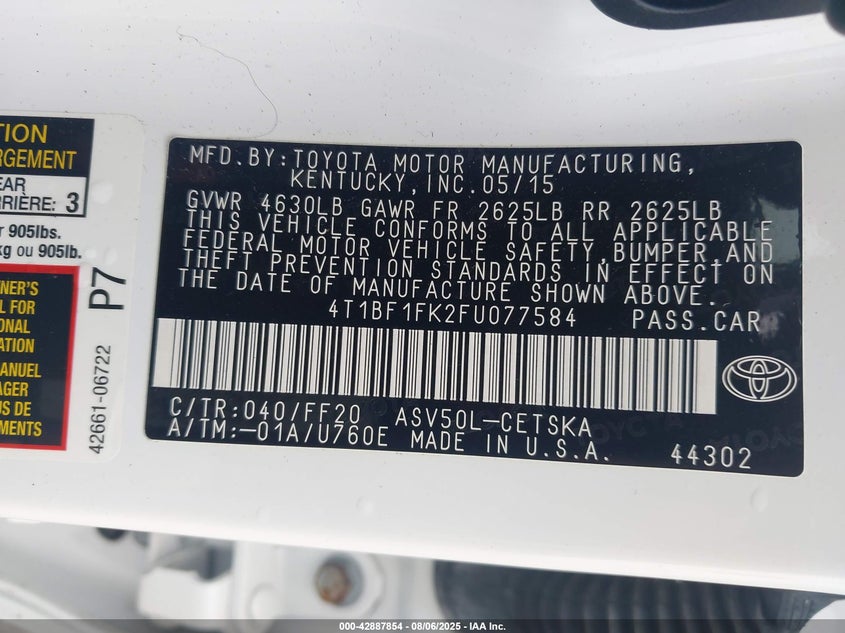 TION
RGEMENT
EAR
RRIÈRE: 3
r 905lbs.
kg ou 905lb.
NER'S
L FOR
ONAL
ATION
MANUEL
AGER
US DE
EMENTS
42661-06722
P7
MFD.BY:TOYOTA MOTOR MANUFACTURING,
KENTUCKY,INC.05/15
GVWR 4630LB GAWR FR 2625LB RR 2625LB
THIS VEHICLE CONFORMS TO ALL APPLICABLE
FEDERAL MOTOR VEHICLE SAFETY,BUMPER,AND
THEFT PREVENTION STANDARDS IN EFFECT ON
THE DATE OF MANUFACTURE SHOWN ABOVE.
4T1BF1FK2FU077584 PASS.CAR
C/TR:040/FF20 ASV50L-CETSKA
A/TM:-01A/U760E MADE IN U.S.A.
44302
TOYOTA
000-42887854 - 08/06/2025 - IAA Inc.